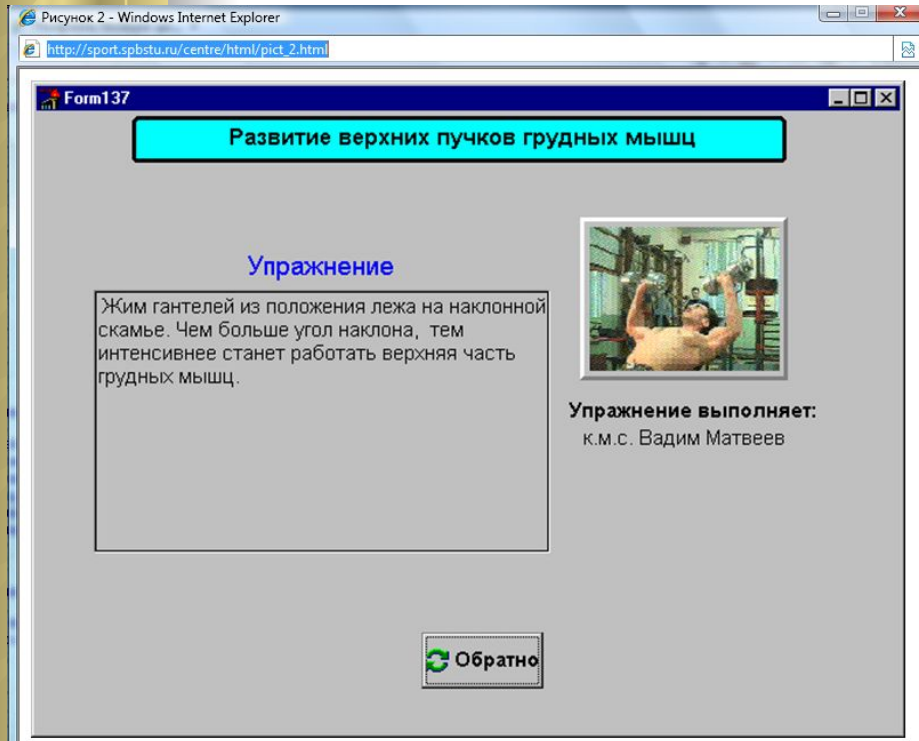 Рисунок 2 - Windows Internet Explorer
http://sport.spbstu.ru/centre/html/pict_2.html
Form137
Развитие верхних пучков грудных мышц
Упражнение
Жим гантелей из положения лежа на наклонной
скамье. Чем больше угол наклона, тем
интенсивнее станет работать верхняя часть
грудных мышц.
Упражнение выполняет:
к.м.с. Вадим Матвеев
Обратно